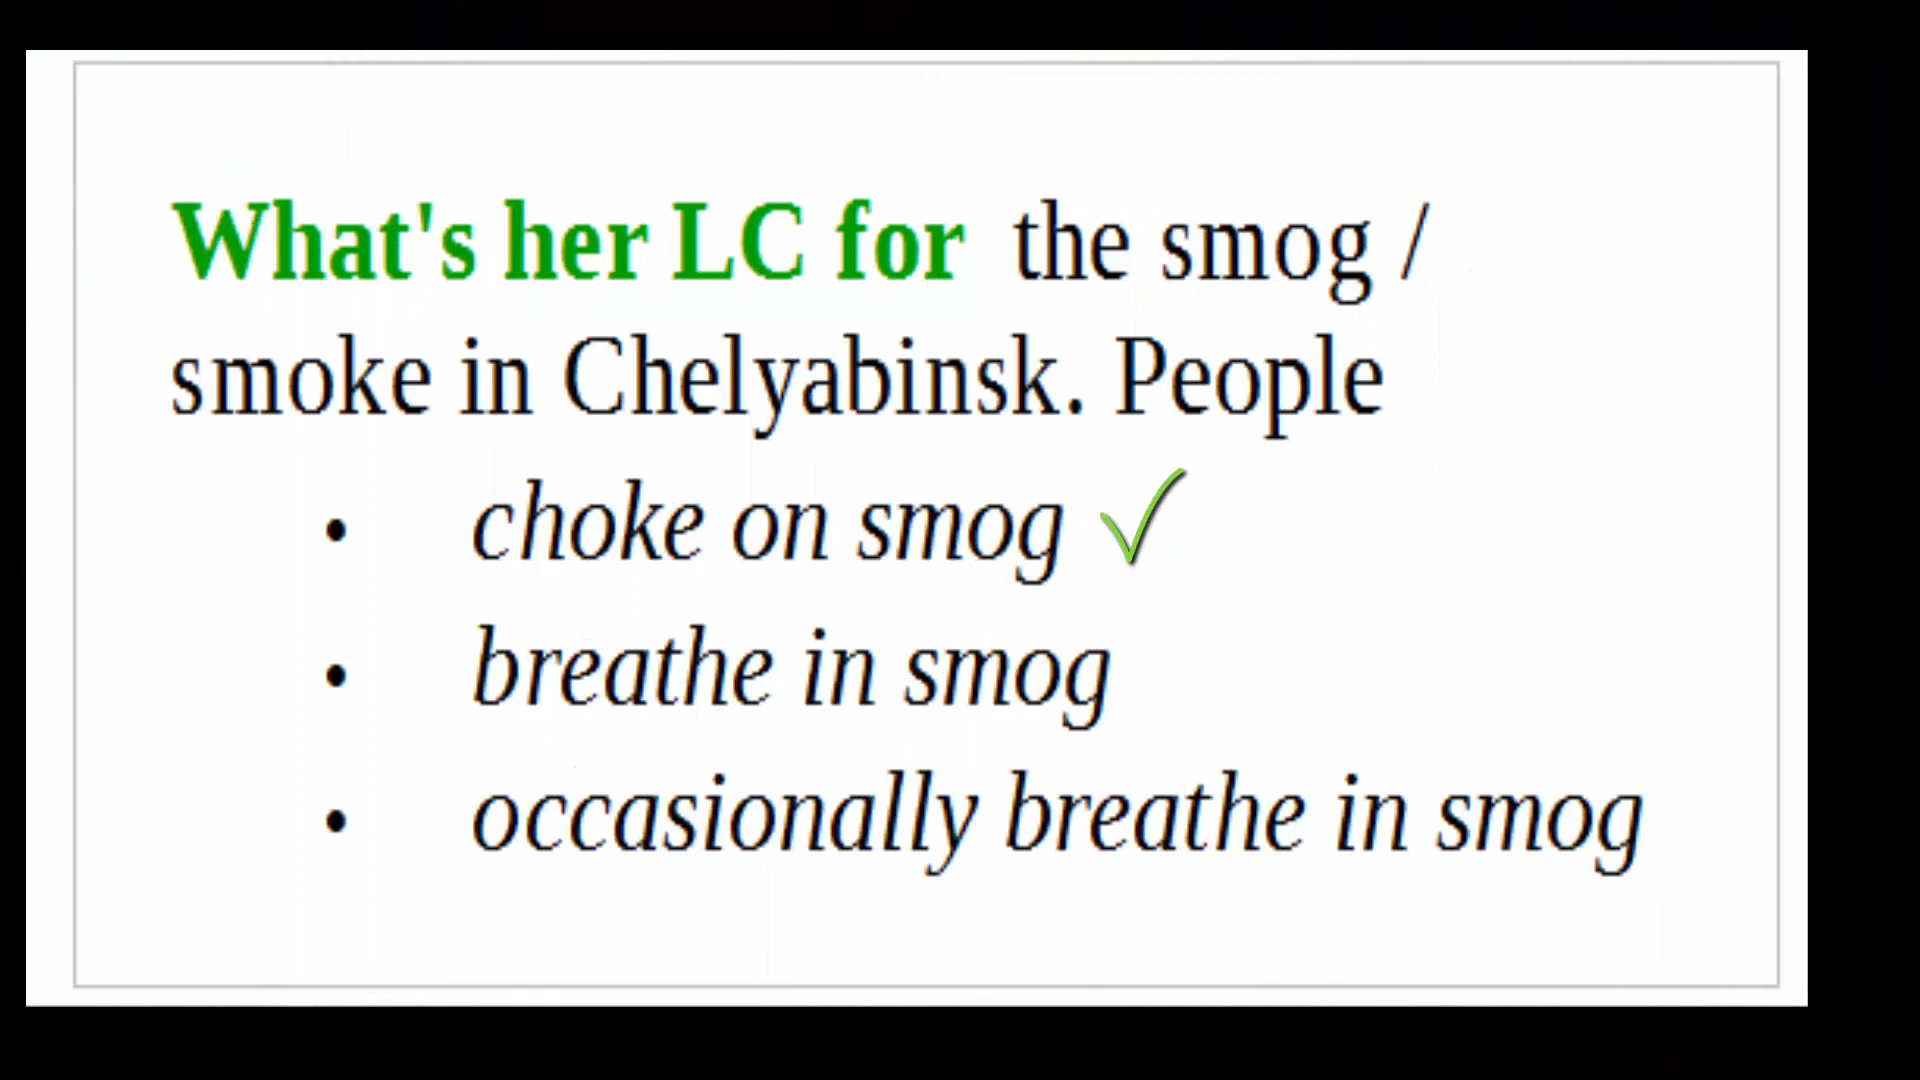 What's her LC for the smog /
smoke in Chelyabinsk. People
• choke on smog ✓
• breathe in smog
• occasionally breathe in smog